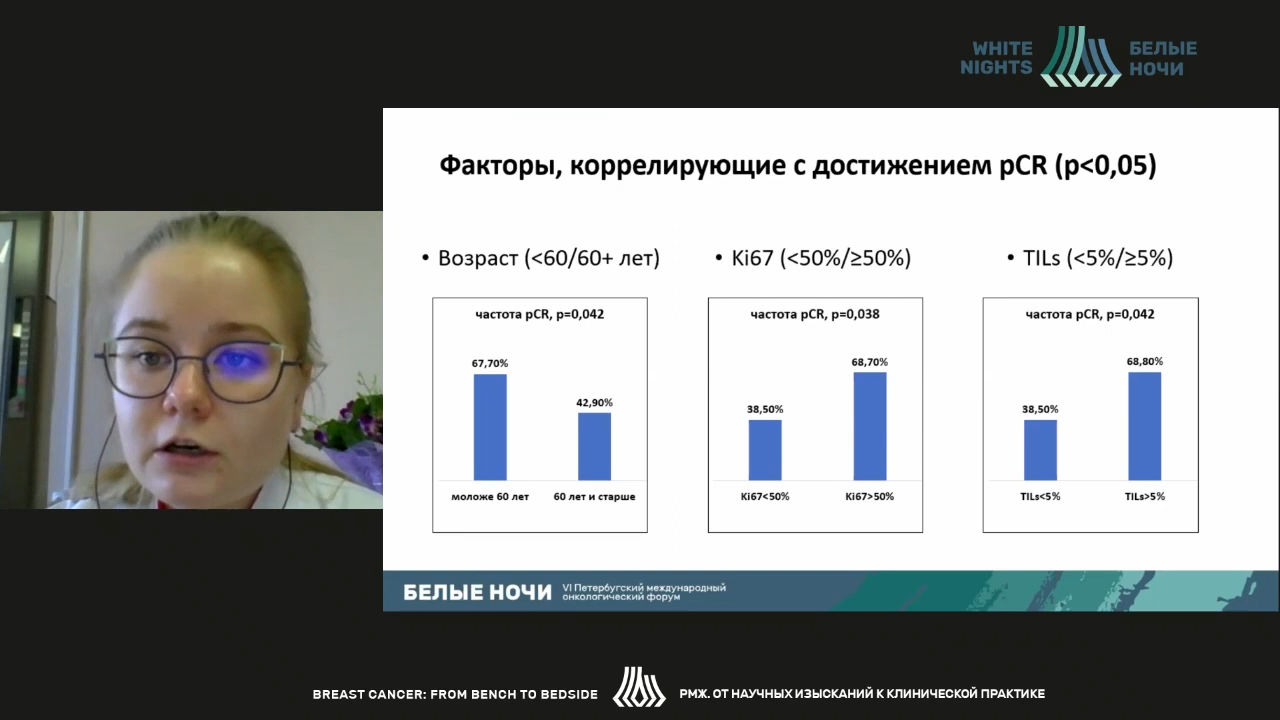 WHITE
NIGHTS
БЕЛЫЕ
НОЧИ
Факторы, коррелирующие с достижением pCR (p<0,05)
• Возраст (<60/60+ лет)
• Ki67 (<50%/≥50%)
• TILs (<5%/≥5%)
частота pCR, p=0,042
67,70%
42,90%
моложе 60 лет
60 лет и старше
частота pCR, p=0,038
38,50%
68,70%
Ki67<50%
Ki67>50%
частота pCR, p=0,042
38,50%
68,80%
TILs<5%
TILs>5%
БЕЛЫЕ НОЧИ
VI Петербугский международный
онкологический форум
BREAST CANCER: FROM BENCH TO BEDSIDE
РМЖ. ОТ НАУЧНЫХ ИЗЫСКАНИЙ К КЛИНИЧЕСКОЙ ПРАКТИКЕ